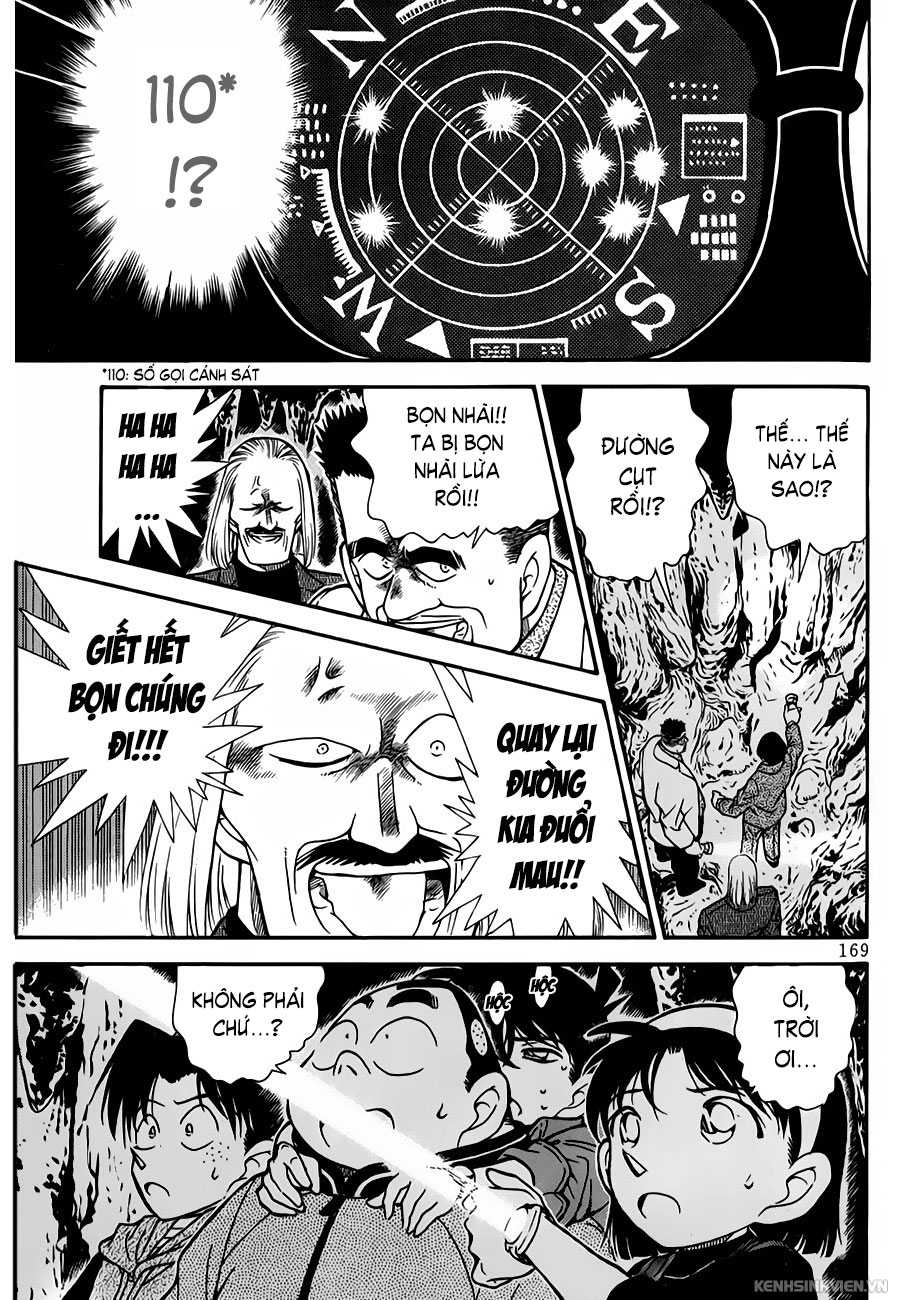 110*
!?
N
E
W
S
*110: SỐ GỌI CẢNH SÁT
THẾ... THẾ
NÀY LÀ
SAO!?
ĐƯỜNG
CỤT
RỒI!?
BỌN NHÃI!!
TA BỊ BỌN
NHÃI LỪA
RỒI!!
HA HA
HA HA
...
QUAY LẠI
ĐƯỜNG
KIA ĐUỔI
MAU!!
GIẾT HẾT
BỌN CHÚNG
ĐI!!!
169
ÔI,
TRỜI
ƠI...
HỘC
HỘC
KHÔNG PHẢI
CHỨ...?
KENHSINHVIEN.VN